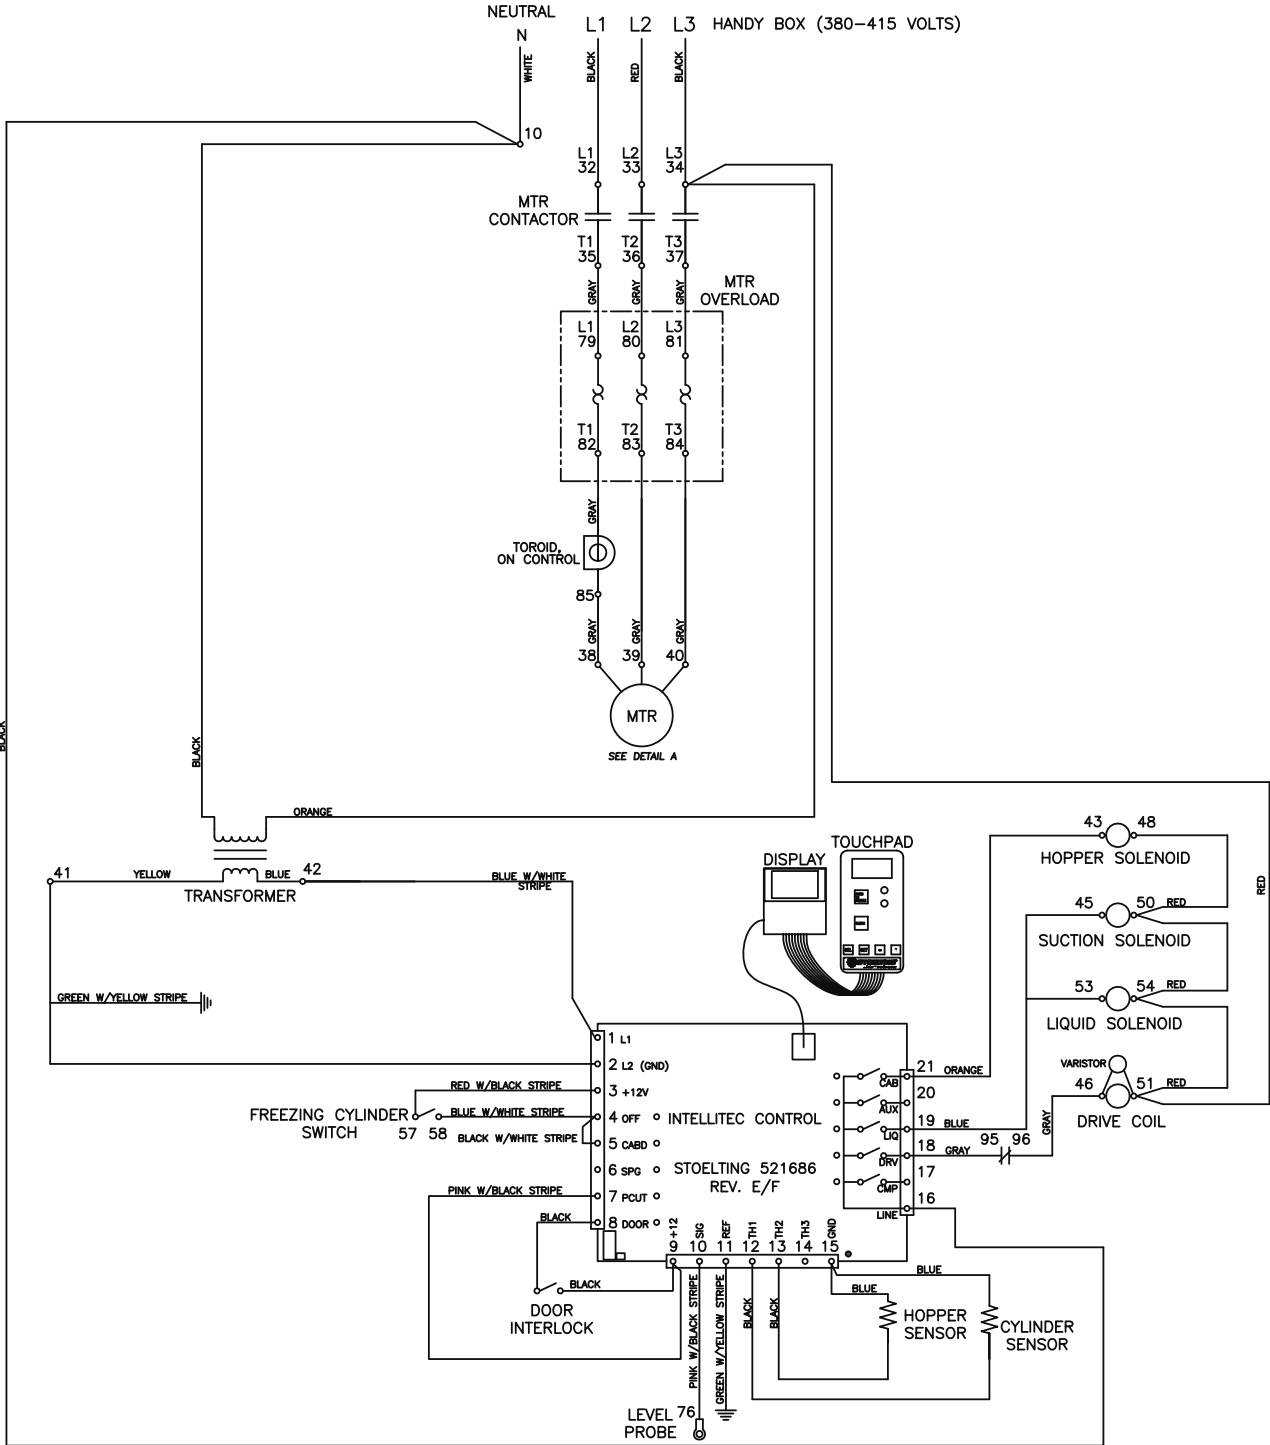 NEUTRAL
N
L1 L2 L3 HANDY BOX (380-415 VOLTS)
WHITE
BLACK
RED
BLACK
10
L1 L2 L3
32 33 34
MTR
CONTACTOR
T1 T2 T3
35 36 37
GRAY GRAY GRAY
MTR
OVERLOAD
L1 L2 L3
79 80 81
T1 T2 T3
82 83 84
GRAY
TOROID,
ON CONTROL
85
GRAY GRAY GRAY
38 39 40
MTR
SEE DETAIL A
BLACK
BLACK
ORANGE
41
YELLOW
BLUE
42
TRANSFORMER
BLUE W/WHITE
STRIPE
GREEN W/YELLOW STRIPE
DISPLAY
TOUCHPAD
43 48
HOPPER SOLENOID
RED
45 50 RED
SUCTION SOLENOID
53 54 RED
LIQUID SOLENOID
VARISTOR
46 51 RED
DRIVE COIL
GRAY
1 L1
2 L2 (GND)
RED W/BLACK STRIPE
3 +12V
FREEZING CYLINDER
SWITCH
57 58
BLUE W/WHITE STRIPE
4 OFF
BLACK W/WHITE STRIPE
5 CABD
6 SPG
PINK W/BLACK STRIPE
7 PCUT
BLACK
8 DOOR
INTELLITEC CONTROL
STOELTING 521686
REV. E/F
21 ORANGE
CAB
20
AUX
19 BLUE
LIQ
18 GRAY 95 96
DRV
17
CMP
16
LINE
+12 SIG REF TH1 TH2 TH3 GND
9 10 11 12 13 14 15
BLACK
DOOR
INTERLOCK
PINK W/BLACK STRIPE
GREEN W/YELLOW STRIPE
BLACK
BLACK
BLUE
BLUE
HOPPER
SENSOR
CYLINDER
SENSOR
LEVEL
PROBE
76